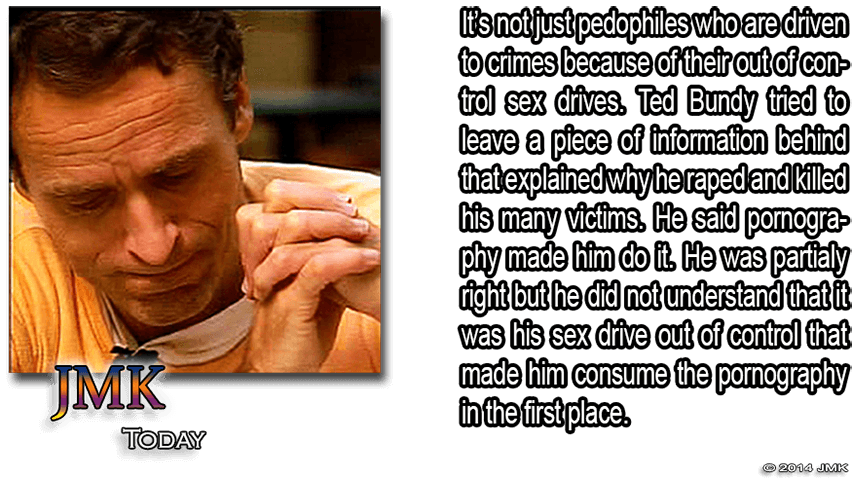 It's not just pedophiles who are driven
to crimes because of their out of con-
trol sex drives. Ted Bundy tried to
leave a piece of information behind
that explained why he raped and killed
his many victims. He said pornogra-
phy made him do it. He was partialy
right but he did not understand that it
was his sex drive out of control that
made him consume the pornography
in the first place.
JMK
TODAY
© 2014 JMK